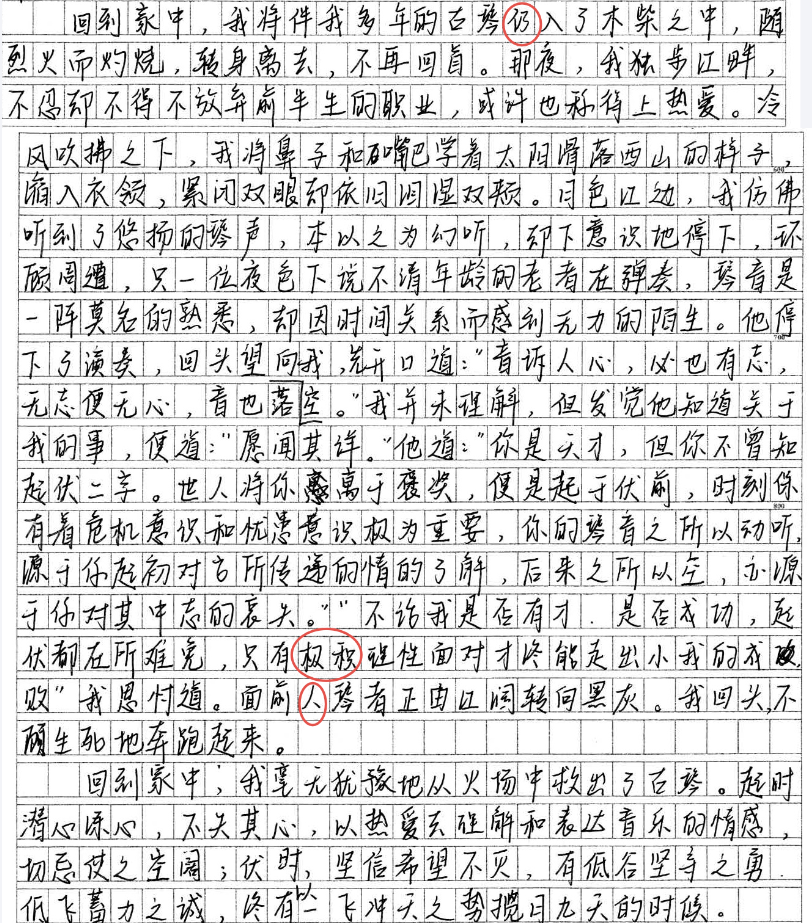 回到家中，我将伴我多年的古琴仍入了木柴之中，随
烈火而灼烧，转身离去，不再回首。那夜，我独步江畔，
不忍却不得不放弃前半生的职业，或许也称得上热爱。冷
风吹拂之下，我将鼻子和嘴巴学着太阳滑落西山的样子，
缩入衣领，紧闭双眼却依旧泪湿双颊。月色江边，我仿佛
听到了悠扬的琴声，本以之为幻听，却下意识地停下，环
顾周遭，只一位夜色下说不清年龄的老者在弹奏，琴音是
一阵莫名的熟悉，却因时间关系而感到无力的陌生。他停
下了演奏，回头望向我，先开口道："音诉人心，必也有志，
无志便无心，音也落空。"我并未理解，但发觉他知道关于
我的事，便道："愿闻其详。"他道："你是天才，但你不曾知
起伏二字。世人将你高于褒奖，便是起于伏前，时刻保
有着危机意识和忧患意识极为重要，你的琴音之所以动听，
源于你起初对古所传递的情的了解，后来之所以空，亦源
于你对其中志的衰失。""不论我是否有才．是否成功，起
伏都在所难免，只有极积理性面对才终能走出小我的成
败"我思忖道。面前人琴者正由江阔转向黑灰。我回头，不
顾生死地奔跑起来。
回到家中；我毫无犹豫地从火场中救出了古琴。起时
潜心添心，不失其心，以热爱去理解和表达音乐的情感，
切忌使之空阔；伏时，坚信希望不灭，有低谷坚守之勇．
低飞蓄力之诚，终有以一飞冲天之势揽日九天的时候。